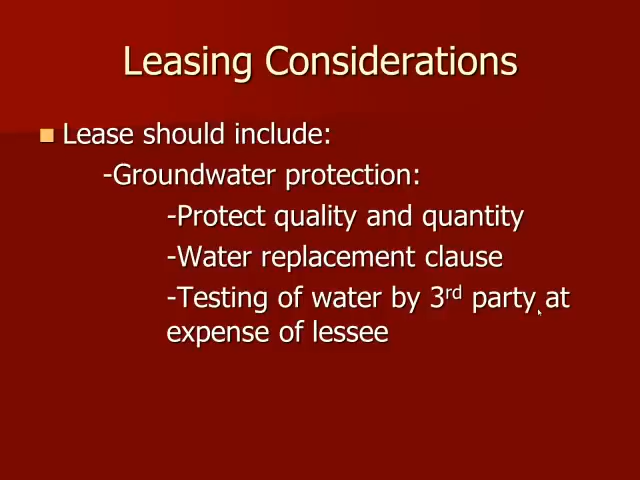 Leasing Considerations
Lease should include:
-Groundwater protection:
-Protect quality and quantity
-Water replacement clause
-Testing of water by 3rd party at
expense of lessee